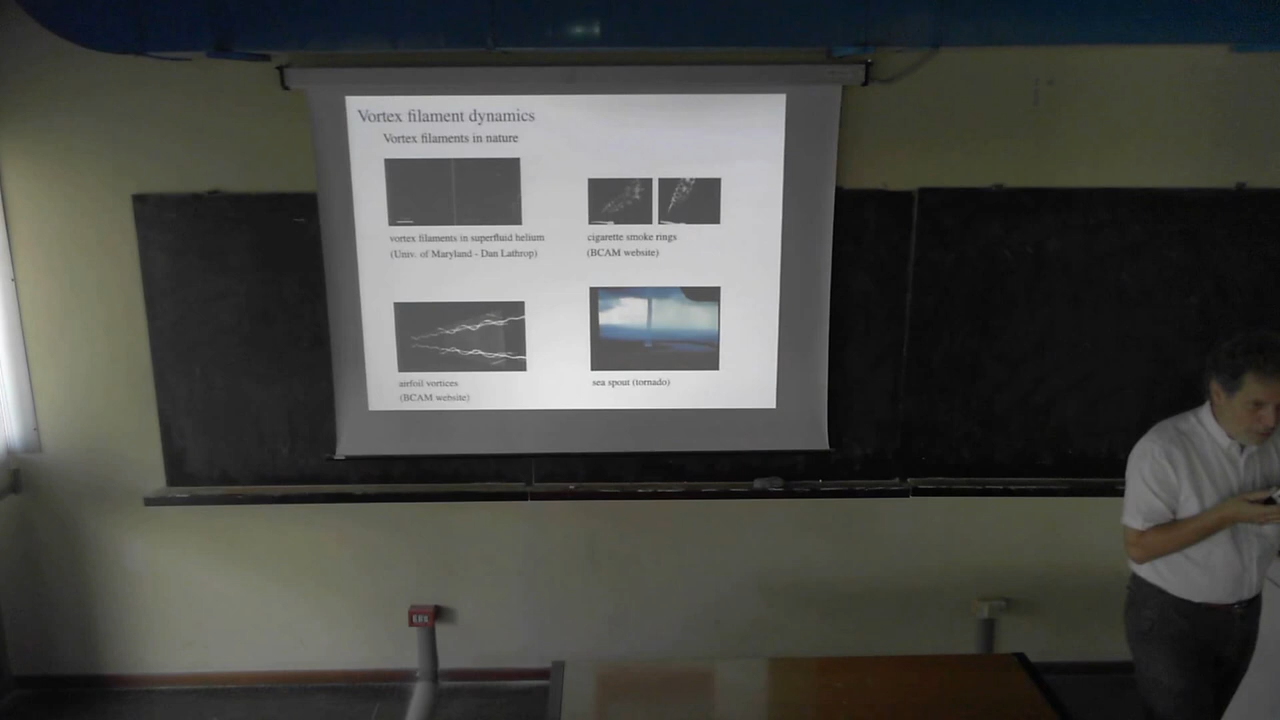 Vortex filament dynamics
Vortex filaments in nature
vortex filaments in superfluid helium
(Univ. of Maryland - Dan Lathrop)
cigarette smoke rings
(BCAM website)
airfoil vortices
(BCAM website)
sea spout (tornado)